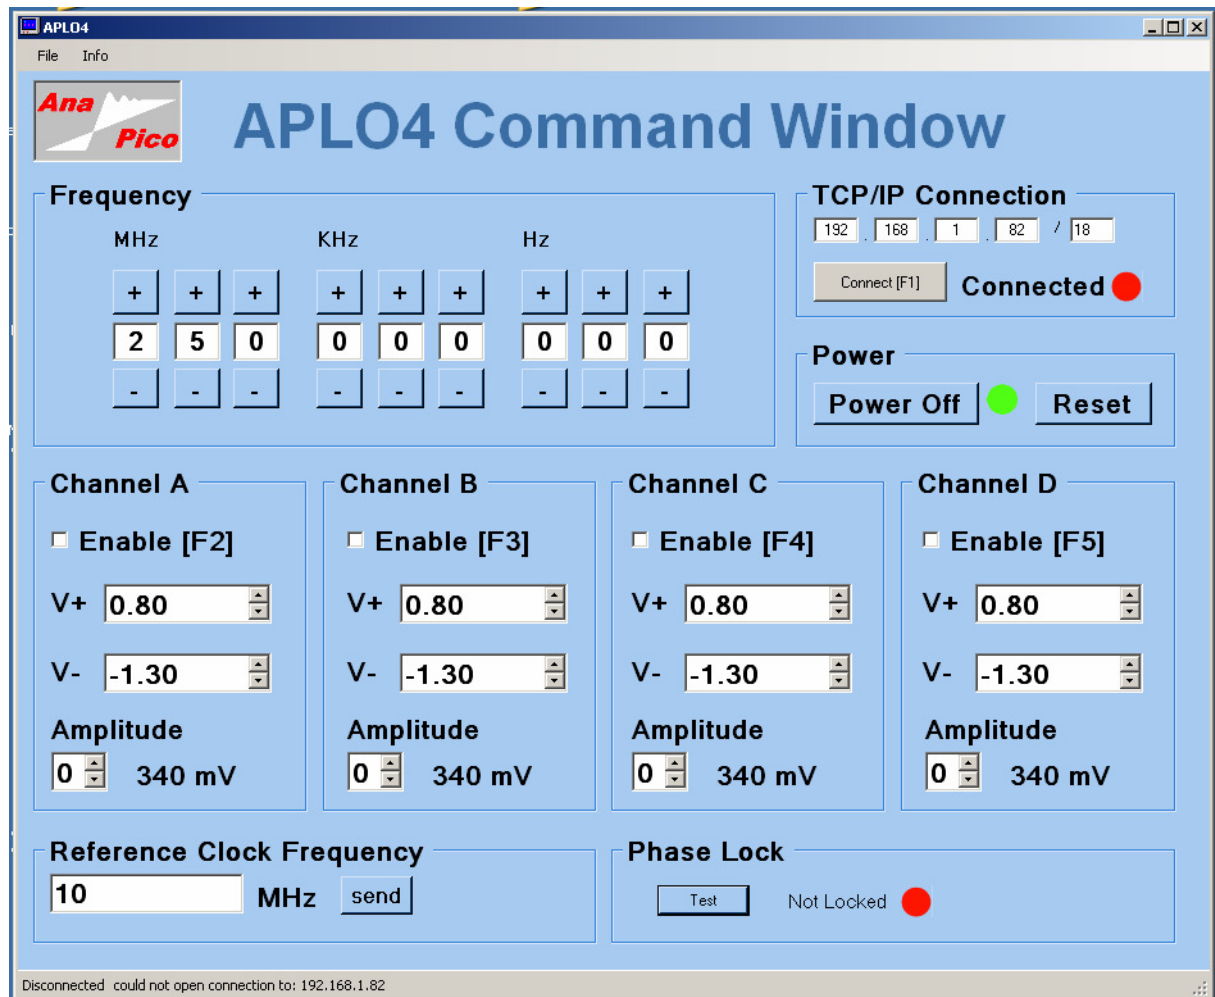 APLO4
File Info
Ana
Pico
APLO4 Command Window
Frequency
MHz KHz Hz
+ + + + + + + + +
2 5 0 0 0 0 0 0 0
- - - - - - - - -
TCP/IP Connection
192 . 168 . 1 . 82 / 18
Connect [F1] Connected
Power
Power Off Reset
Channel A
Enable [F2]
V+ 0.80
V- -1.30
Amplitude
0 340 mV
Channel B
Enable [F3]
V+ 0.80
V- -1.30
Amplitude
0 340 mV
Channel C
Enable [F4]
V+ 0.80
V- -1.30
Amplitude
0 340 mV
Channel D
Enable [F5]
V+ 0.80
V- -1.30
Amplitude
0 340 mV
Reference Clock Frequency
10 MHz send
Phase Lock
Test Not Locked
Disconnected could not open connection to: 192.168.1.82